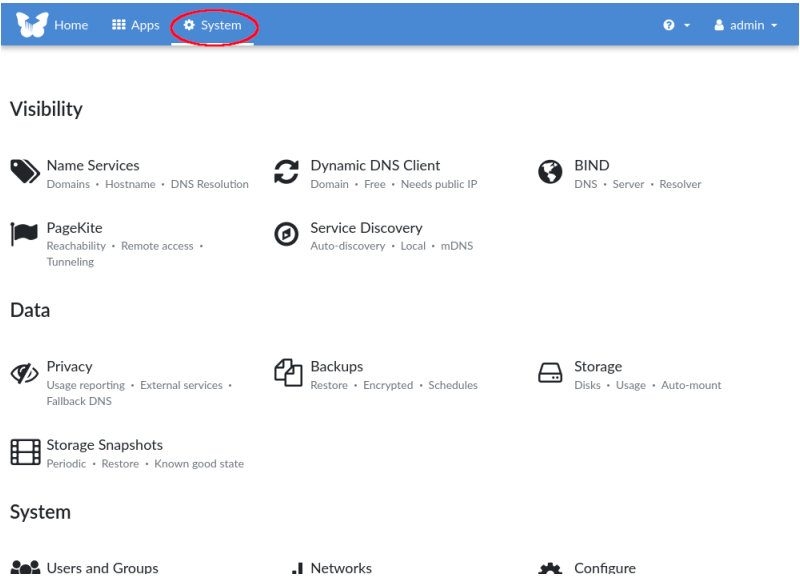 Home Apps System admin
Visibility
Name Services
Domains • Hostname • DNS Resolution
Dynamic DNS Client
Domain • Free • Needs public IP
BIND
DNS • Server • Resolver
PageKite
Reachability • Remote access •
Tunneling
Service Discovery
Auto-discovery • Local • mDNS
Data
Privacy
Usage reporting • External services •
Fallback DNS
Backups
Restore • Encrypted • Schedules
Storage
Disks • Usage • Auto-mount
Storage Snapshots
Periodic • Restore • Known good state
System
Users and Groups
Networks
Configure